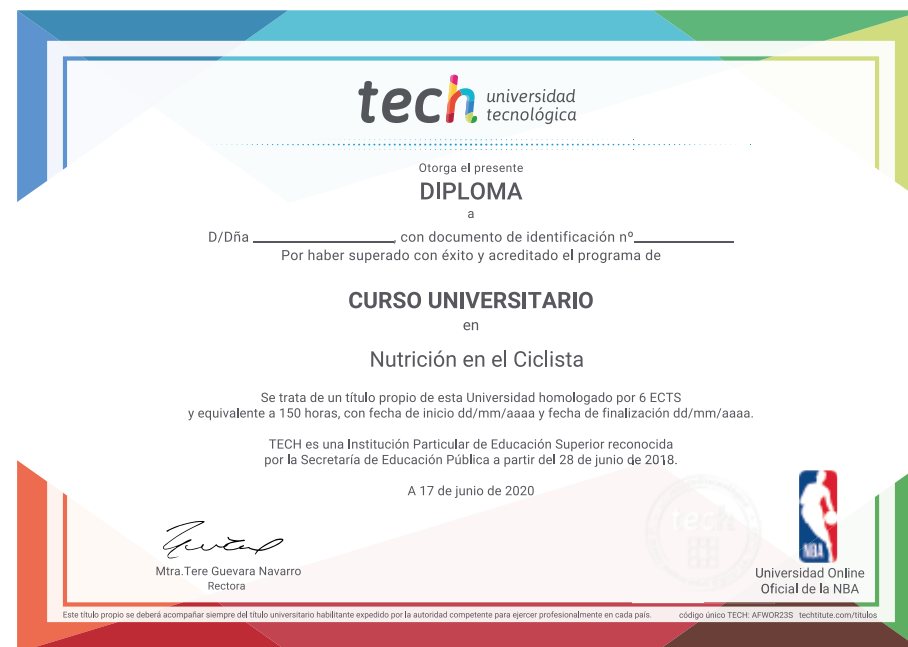 tech universidad
tecnológica
Otorga el presente
DIPLOMA
a
D/Dña ____________, con documento de identificación nº____________
Por haber superado con éxito y acreditado el programa de
CURSO UNIVERSITARIO
en
Nutrición en el Ciclista
Se trata de un título propio de esta Universidad homologado por 6 ECTS
y equivalente a 150 horas, con fecha de inicio dd/mm/aaaa y fecha de finalización dd/mm/aaaa.
TECH es una Institución Particular de Educación Superior reconocida
por la Secretaría de Educación Pública a partir del 28 de junio de 2018.
A 17 de junio de 2020
tech
Mtra.Tere Guevara Navarro
Rectora
NBA
Universidad Online
Oficial de la NBA
Este título propio se deberá acompañar siempre del título universitario habilitante expedido por la autoridad competente para ejercer profesionalmente en cada país.
código único TECH: AFWOR23S techtitute.com/titulos